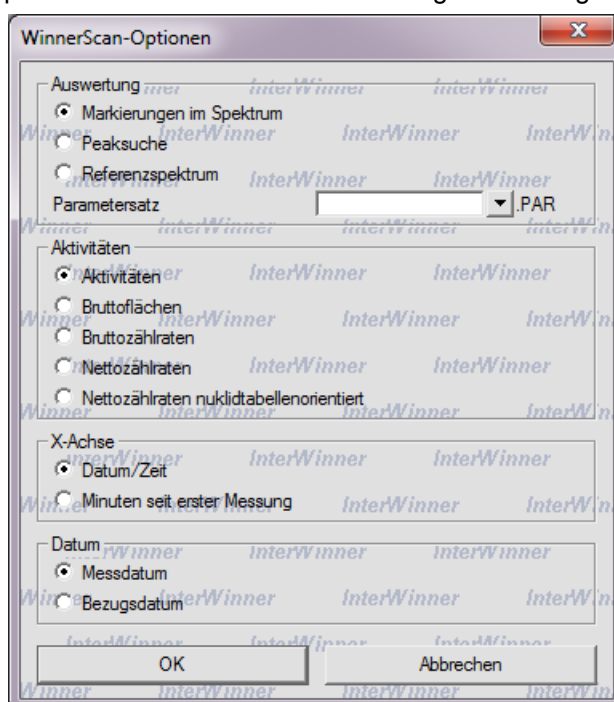 WinnerScan-Optionen
Auswertung
Markierungen im Spektrum
Peaksuche
Referenzspektrum
Parametersatz .PAR
Aktivitäten
Aktivitäten
Bruttoflächen
Bruttozählraten
Nettozählraten
Nettozählraten nuklidtabellenorientiert
X-Achse
Datum/Zeit
Minuten seit erster Messung
Datum
Messdatum
Bezugsdatum
OK Abbrechen